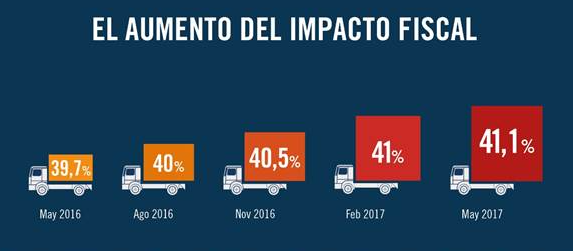 EL AUMENTO DEL IMPACTO FISCAL
39,7%
40%
40,5%
41%
41,1%
May 2016
Ago 2016
Nov 2016
Feb 2017
May 2017